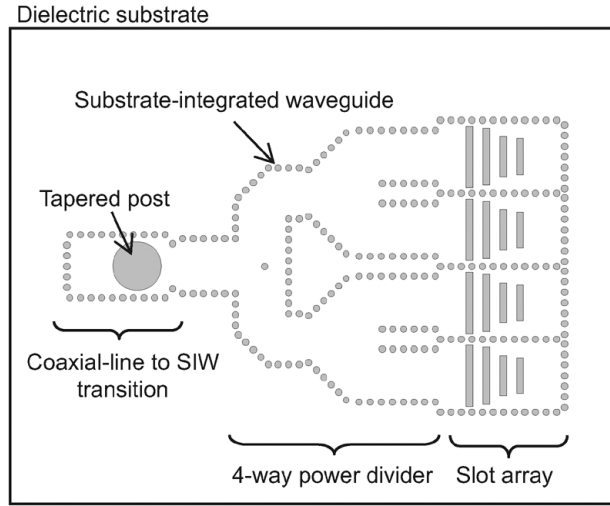 Dielectric substrate
Substrate-integrated waveguide
Tapered post
Coaxial-line to SIW
transition
4-way power divider
Slot array